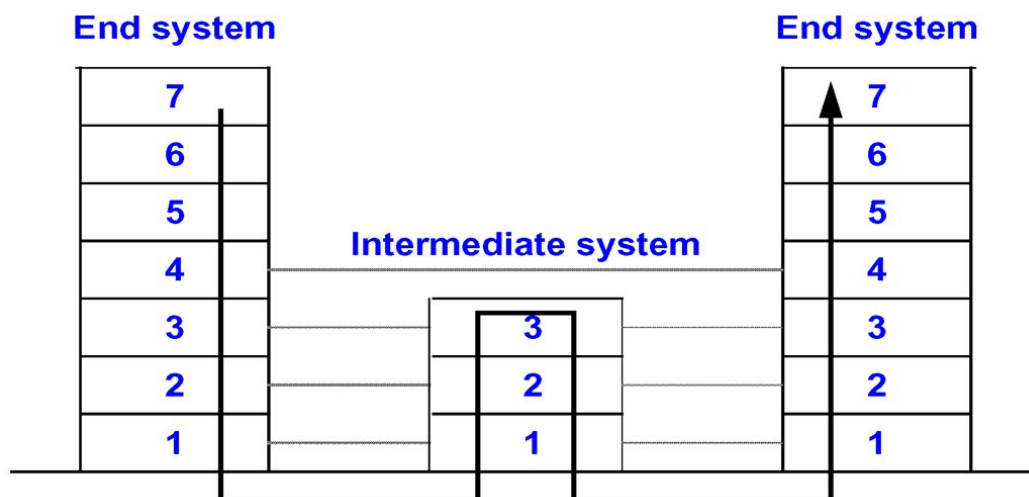 End system End system
7 7
6 6
5 5
Intermediate system
4 4
3 3 3
2 2 2
1 1 1